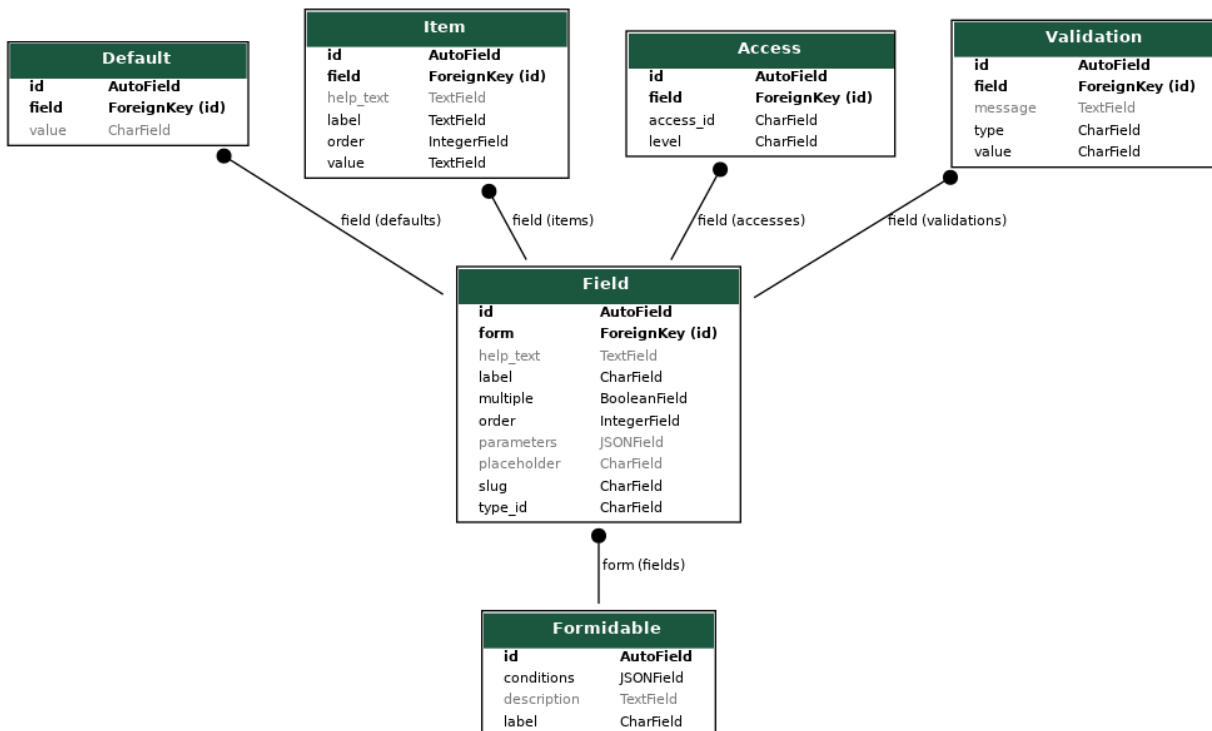 Default
id AutoField
field ForeignKey (id)
value CharField
Item
id AutoField
field ForeignKey (id)
help_text TextField
label TextField
order IntegerField
value TextField
Access
id AutoField
field ForeignKey (id)
access_id CharField
level CharField
Validation
id AutoField
field ForeignKey (id)
message TextField
type CharField
value CharField
field (defaults)
field (items)
field (accesses)
field (validations)
Field
id AutoField
form ForeignKey (id)
help_text TextField
label CharField
multiple BooleanField
order IntegerField
parameters JSONField
placeholder CharField
slug CharField
type_id CharField
form (fields)
Formidable
id AutoField
conditions JSONField
description TextField
label CharField